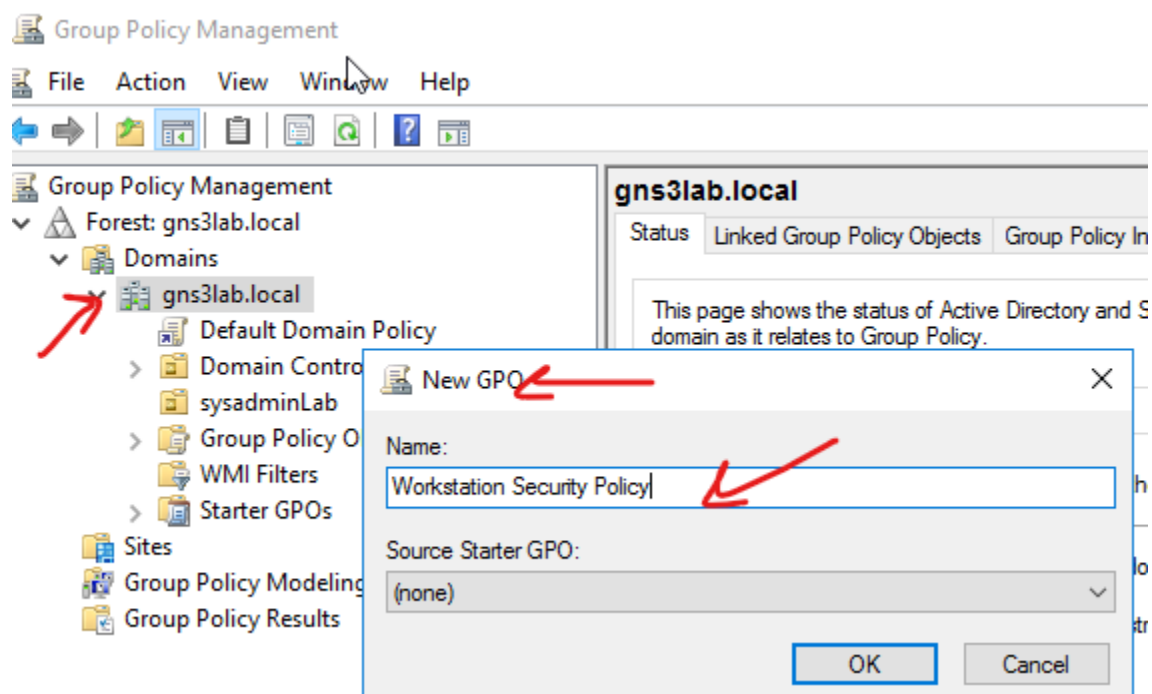 Group Policy Management
File Action View Window Help
Group Policy Management
Forest: gns3lab.local
Domains
gns3lab.local
Default Domain Policy
Domain Contro
sysadminLab
Group Policy O
WMI Filters
Starter GPOs
Sites
Group Policy Modeling
Group Policy Results
gns3lab.local
Status Linked Group Policy Objects Group Policy In
This page shows the status of Active Directory and S
domain as it relates to Group Policy.
New GPO
Name:
Workstation Security Policy
Source Starter GPO:
(none)
OK Cancel